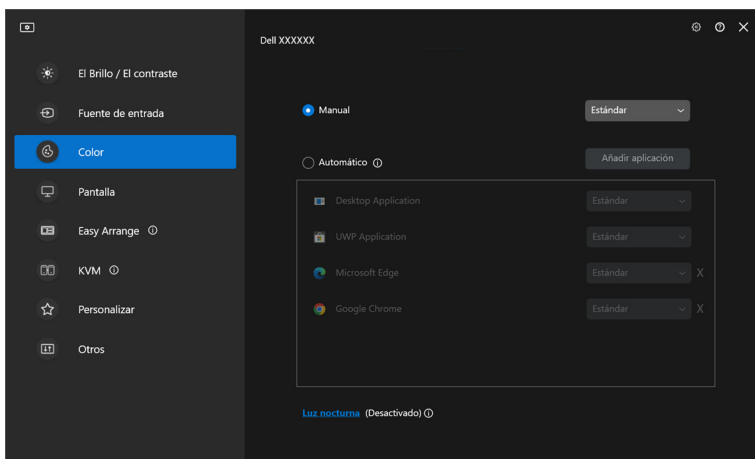 Dell XXXXXX
El Brillo / El contraste
Fuente de entrada
Color
Pantalla
Easy Arrange
KVM
Personalizar
Otros
Manual
Estándar
Automático
Añadir aplicación
Desktop Application
Estándar
UWP Application
Estándar
Microsoft Edge
Estándar
X
Google Chrome
Estándar
X
Luz nocturna (Desactivado)